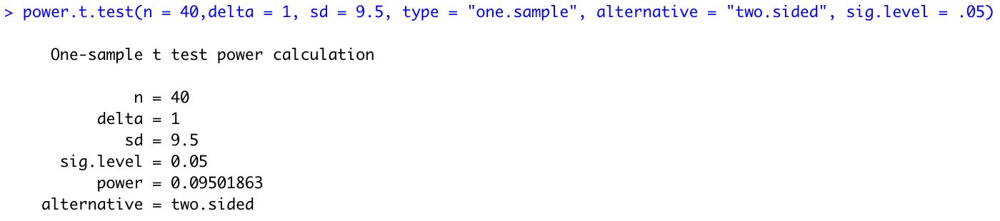 > power.t.test(n = 40,delta = 1, sd = 9.5, type = "one.sample", alternative = "two.sided", sig.level = .05)
One-sample t test power calculation
n = 40
delta = 1
sd = 9.5
sig.level = 0.05
power = 0.09501863
alternative = two.sided